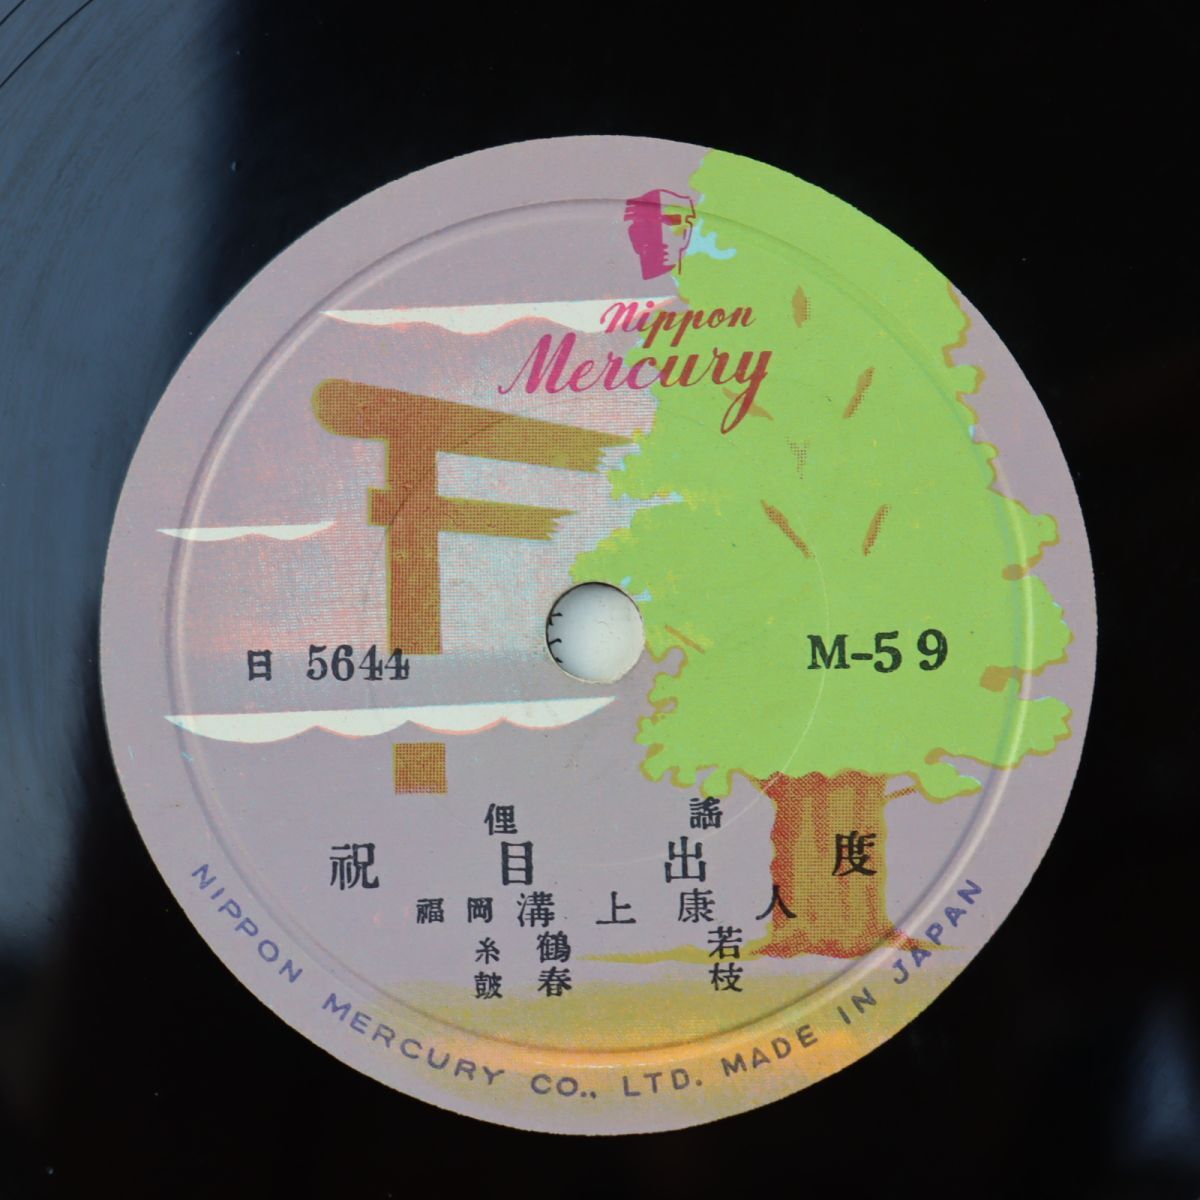 Nippon
Mercury
日 5644
M-59
俚謡
祝目出度
福岡 溝上康人
糸 鶴若
鼓 春枝
NIPPON MERCURY CO., LTD. MADE IN JAPAN